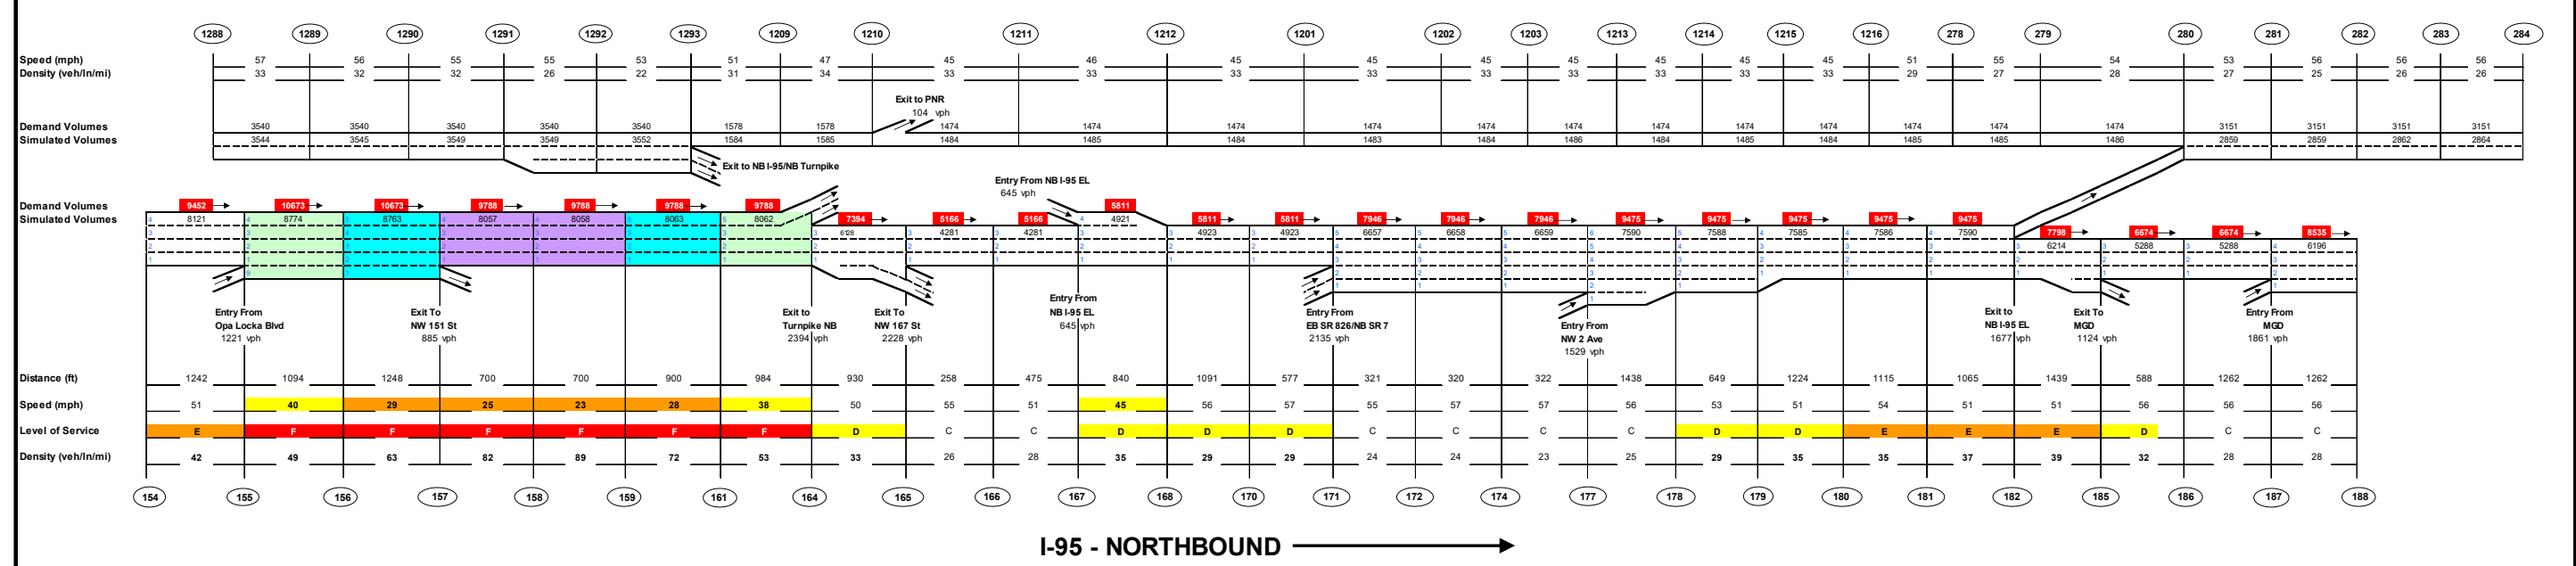 1288 1289 1290 1291 1292 1293 1209 1210 1211 1212 1201 1202 1203 1213 1214 1215 1216 278 279 280 281 282 283 284
Speed (mph) 57 56 55 55 53 51 47 45 46 45 45 45 45 45 45 45 45 51 55 54 53 56 56 56
Density (veh/ln/mi) 33 32 32 26 22 31 34 33 33 33 33 33 33 33 33 33 33 29 27 28 27 25 26 26
Exit to PNR
104 vph
Demand Volumes 3540 3540 3540 3540 3540 1578 1578 1474 1474 1474 1474 1474 1474 1474 1474 1474 1474 1474 1474 1474 3151 3151 3151 3151
Simulated Volumes 3544 3545 3549 3549 3552 1584 1585 1484 1485 1484 1483 1484 1484 1486 1484 1485 1484 1485 1485 1486 2859 2859 2862 2864
Exit to NB I-95/NB Turnpike
Entry From NB I-95 EL
645 vph
Demand Volumes 9452 10673 10673 9788 9788 9788 9788 7394 5166 5166 5811 5811 5811 7946 7946 7946 9475 9475 9475 9475 9475 7798 6674 6674 8535
Simulated Volumes 8121 8774 8763 8057 8058 8063 8062 6128 4281 4281 4921 4923 4923 6657 6658 6659 7590 7588 7585 7586 7590 6214 5288 5288 6196
Entry From
Opa Locka Blvd
1221 vph
Exit To
NW 151 St
885 vph
Exit to
Turnpike NB
2394 vph
Exit To
NW 167 St
2228 vph
Entry From
NB I-95 EL
645 vph
Entry From
EB SR 826/NB SR 7
2135 vph
Entry From
NW 2 Ave
1529 vph
Exit to
NB I-95 EL
1677 vph
Exit To
MGD
1124 vph
Entry From
MGD
1861 vph
Distance (ft) 1242 1094 1248 700 700 900 984 930 258 475 840 1091 577 321 320 322 1438 649 1224 1115 1065 1439 588 1262 1262
Speed (mph) 51 40 29 25 23 28 38 50 55 51 45 56 57 55 57 57 56 53 51 54 51 51 56 56 56
Level of Service E F F F F F F D C C D D D C C C C D D E E E D C C
Density (veh/ln/mi) 42 49 63 82 89 72 53 33 26 28 35 29 29 24 24 23 25 29 35 35 37 39 32 28 28
154 155 156 157 158 159 161 164 165 166 167 168 170 171 172 174 177 178 179 180 181 182 185 186 187 188
I-95 - NORTHBOUND